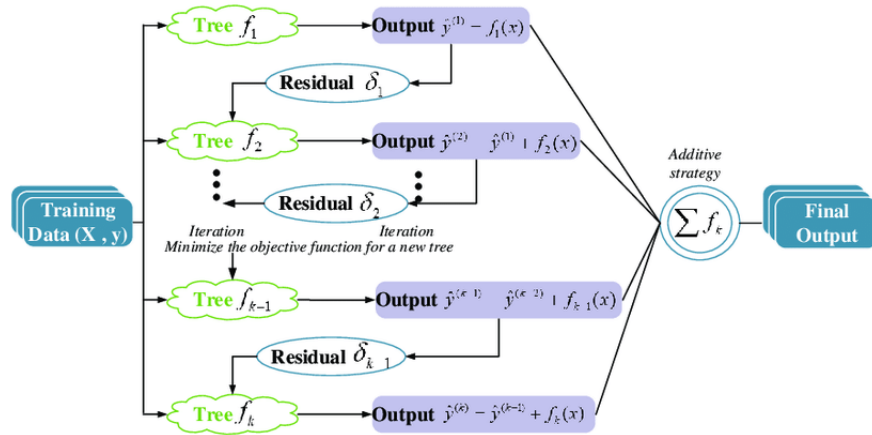 Tree f₁
Output ŷ⁽¹⁾ − f₁(x)
Residual δ₁
Tree f₂
Output ŷ⁽²⁾ ŷ⁽¹⁾ + f₂(x)
Additive
strategy
Residual δ₂
Training
Data (X , y)
∑ fₖ
Final
Output
Iteration
Iteration
Minimize the objective function for a new tree
Tree fₖ₋₁
Output ŷ⁽ᵏ⁻¹⁾ ŷ⁽ᵏ⁻²⁾ + fₖ₋₁(x)
Residual δₖ₋₁
Tree fₖ
Output ŷ⁽ᵏ⁾ − ŷ⁽ᵏ⁻¹⁾ + fₖ(x)